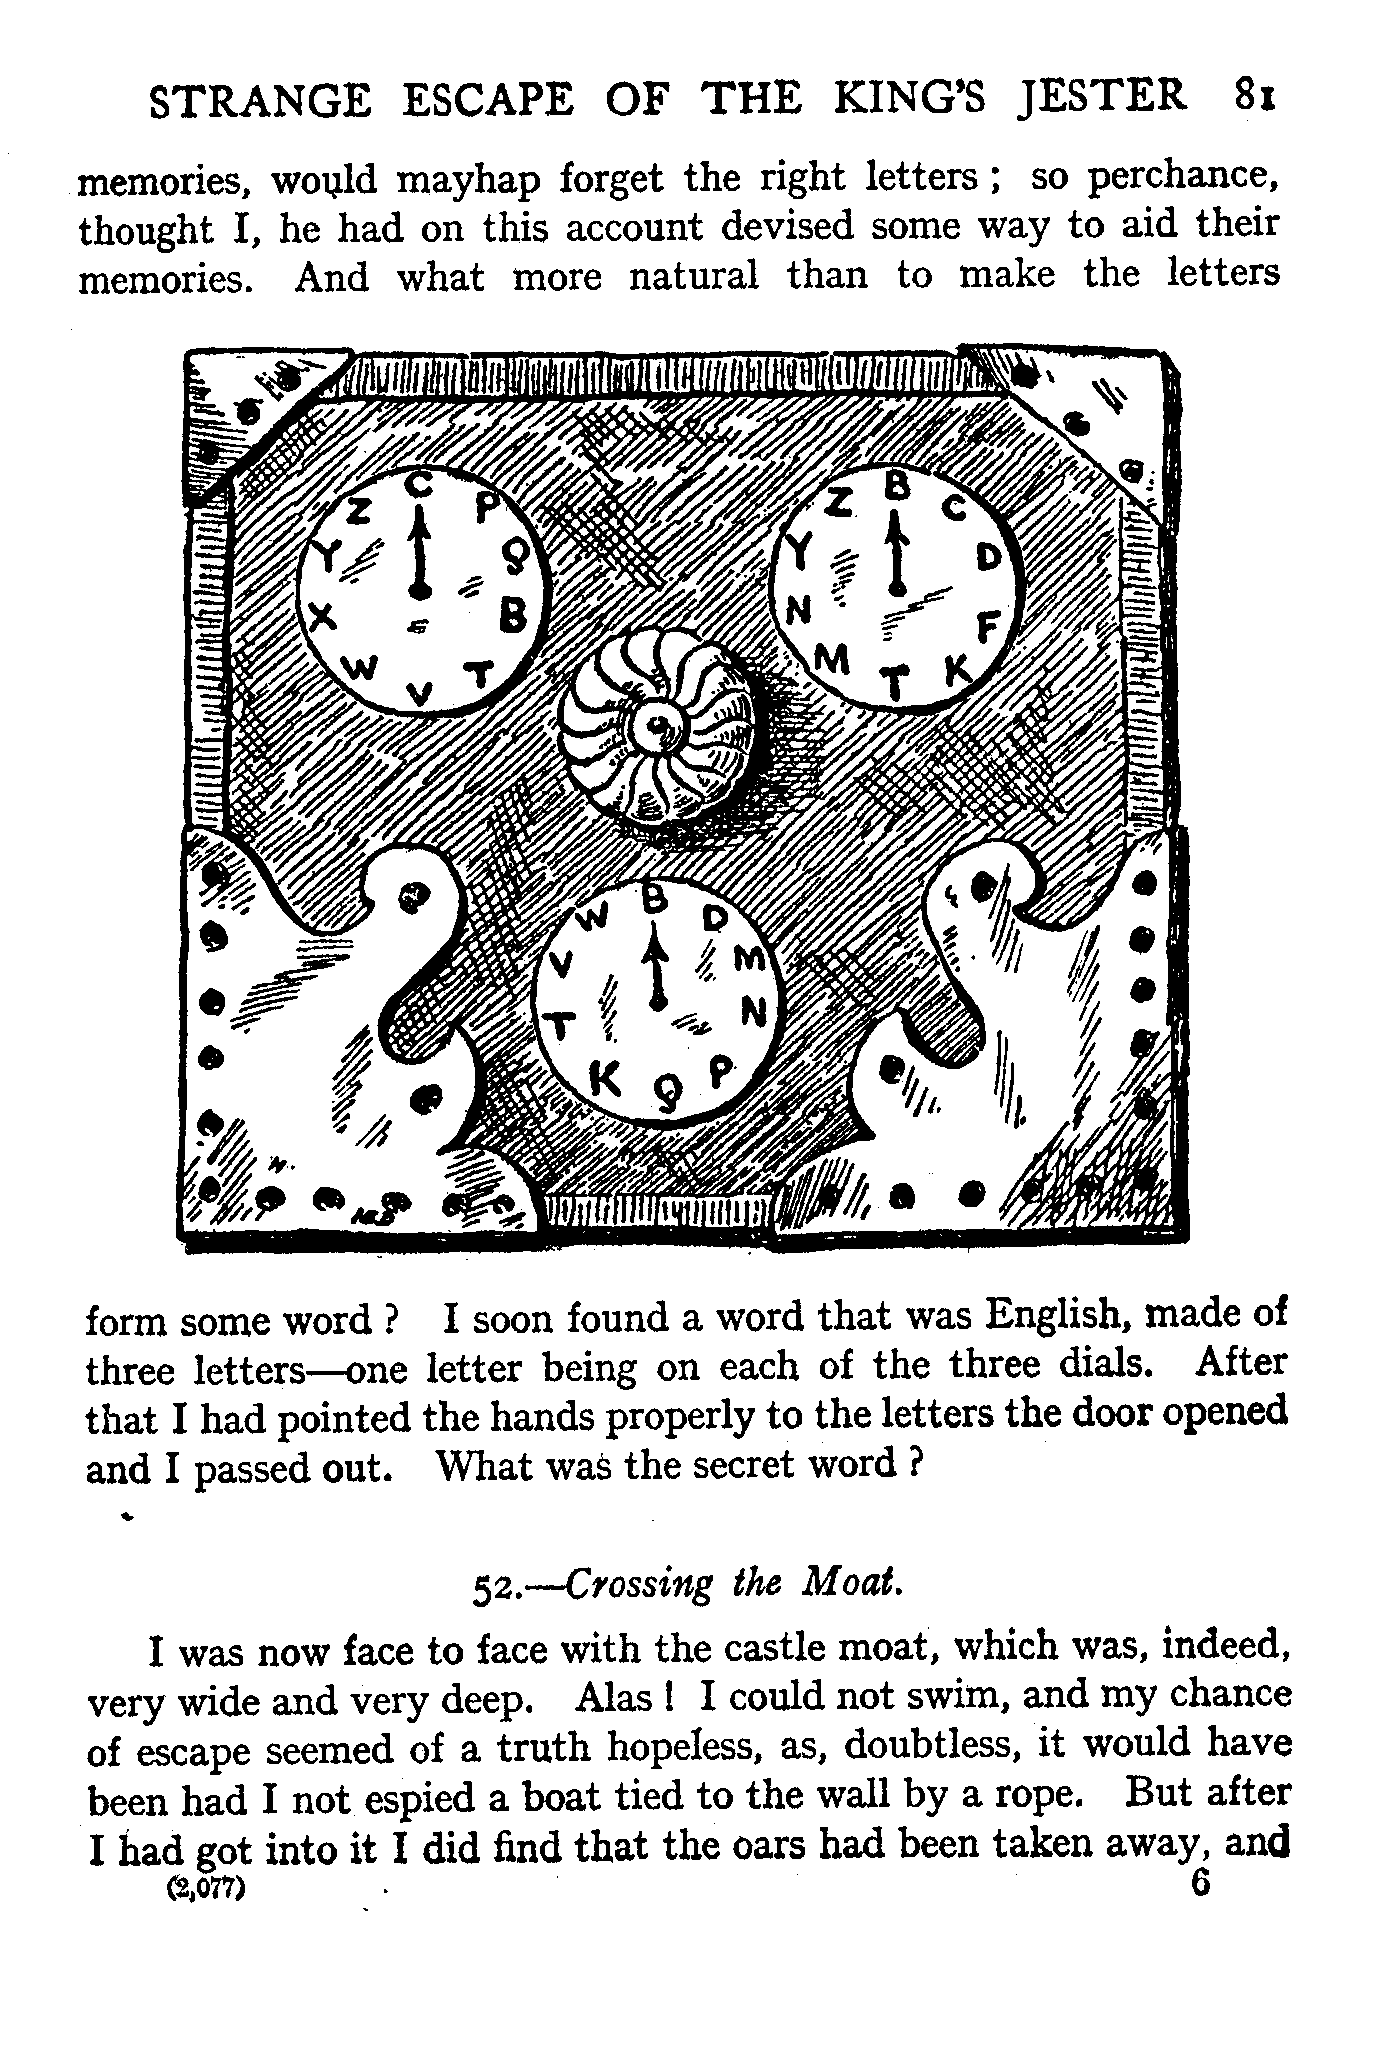 STRANGE ESCAPE OF THE KING'S JESTER 81
memories, would mayhap forget the right letters ; so perchance,
thought I, he had on this account devised some way to aid their
memories. And what more natural than to make the letters
C P Q B T V W X Y Z
B C D F K T M N Y Z
B D M N P Q K T V W
form some word ? I soon found a word that was English, made of
three letters—one letter being on each of the three dials. After
that I had pointed the hands properly to the letters the door opened
and I passed out. What was the secret word ?
52.—Crossing the Moat.
I was now face to face with the castle moat, which was, indeed,
very wide and very deep. Alas ! I could not swim, and my chance
of escape seemed of a truth hopeless, as, doubtless, it would have
been had I not espied a boat tied to the wall by a rope. But after
I had got into it I did find that the oars had been taken away, and
(2,077) 6